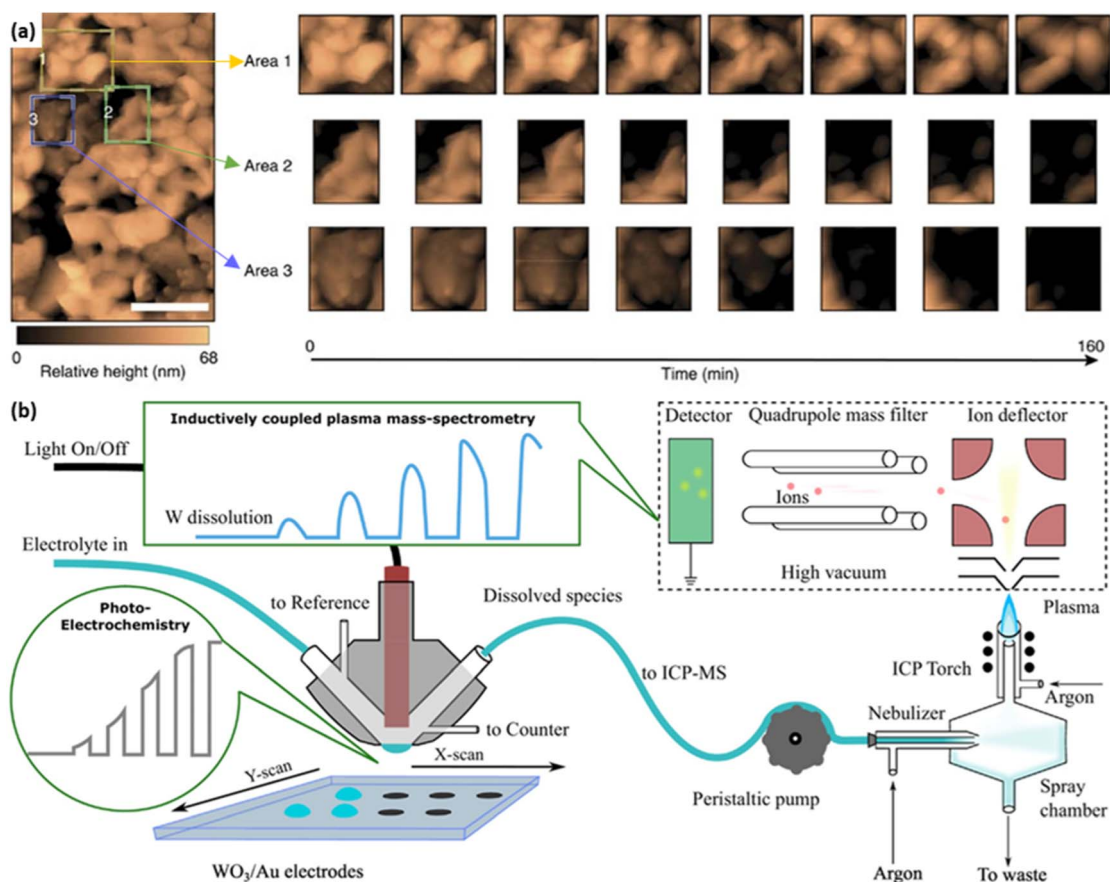 (a)
1
2
3
Area 1
Area 2
Area 3
0
68
Relative height (nm)
0
160
Time (min)
(b)
Inductively coupled plasma mass-spectrometry
W dissolution
Light On/Off
Electrolyte in
Photo-
Electrochemistry
to Reference
Dissolved species
to Counter
X-scan
Y-scan
WO₃/Au electrodes
to ICP-MS
Peristaltic pump
Detector
Quadrupole mass filter
Ion deflector
Ions
High vacuum
Plasma
ICP Torch
Argon
Nebulizer
Spray
chamber
Argon
To waste